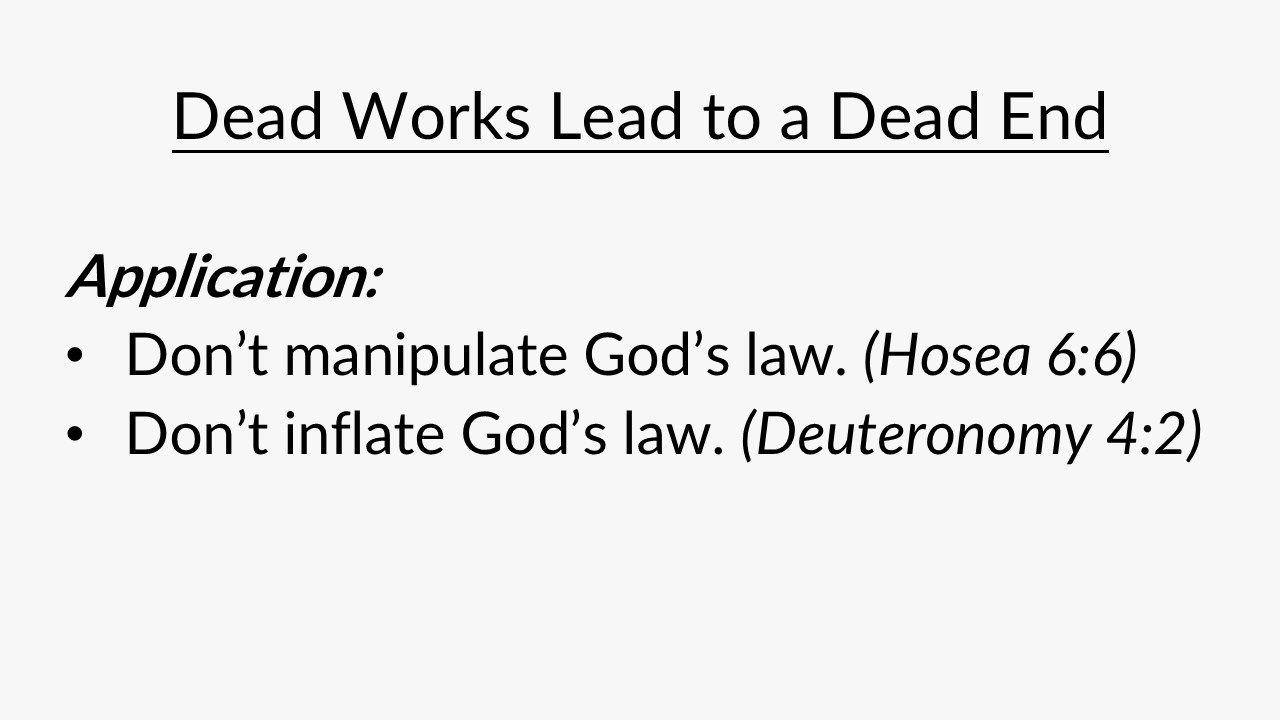 Dead Works Lead to a Dead End
Application:
• Don’t manipulate God’s law. (Hosea 6:6)
• Don’t inflate God’s law. (Deuteronomy 4:2)